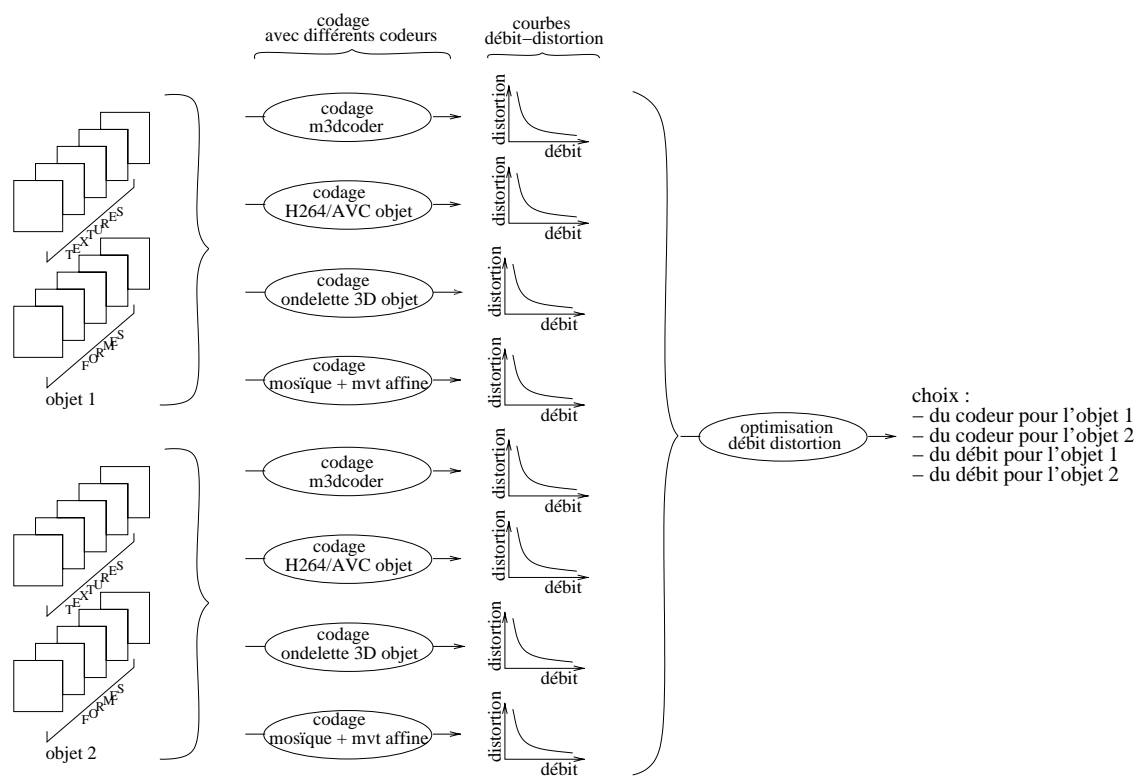 codage
avec différents codeurs
courbes
débit−distortion
TEXTURES
FORMES
objet 1
codage
m3dcoder
distortion
débit
codage
H264/AVC objet
distortion
débit
codage
ondelette 3D objet
distortion
débit
codage
mosïque + mvt affine
distortion
débit
TEXTURES
FORMES
objet 2
codage
m3dcoder
distortion
débit
codage
H264/AVC objet
distortion
débit
codage
ondelette 3D objet
distortion
débit
codage
mosïque + mvt affine
distortion
débit
optimisation
débit distortion
choix :
− du codeur pour l'objet 1
− du codeur pour l'objet 2
− du débit pour l'objet 1
− du débit pour l'objet 2